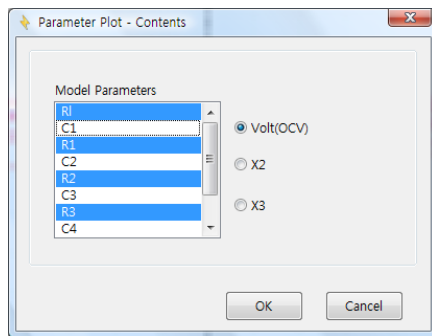 Parameter Plot - Contents
Model Parameters
Rl
C1
R1
C2
R2
C3
R3
C4
Volt(OCV)
X2
X3
OK
Cancel